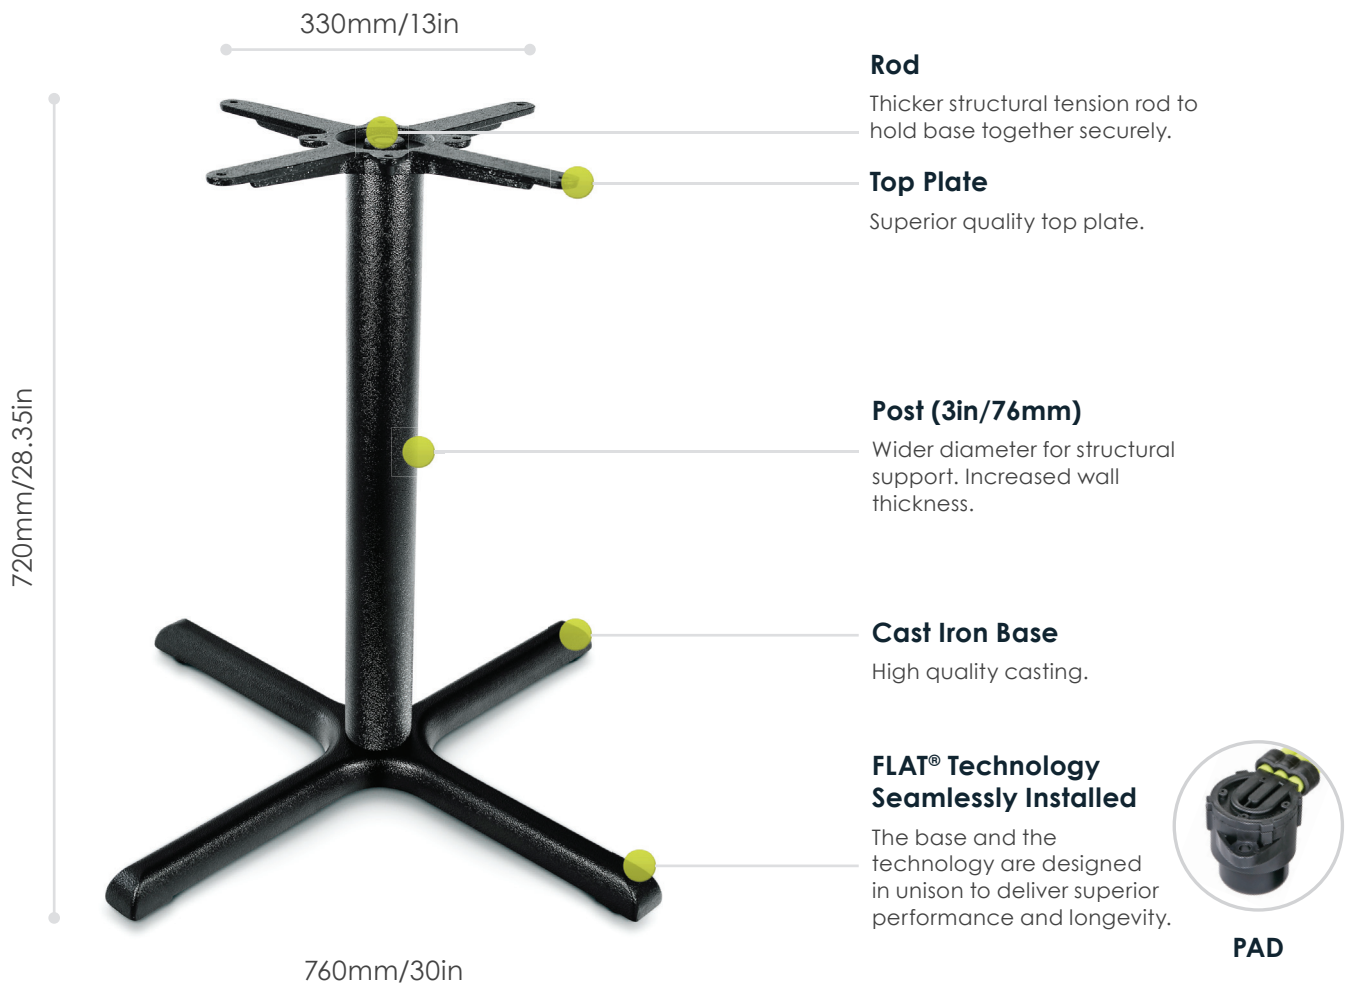 330mm/13in
720mm/28.35in
Rod
Thicker structural tension rod to
hold base together securely.
Top Plate
Superior quality top plate.
Post (3in/76mm)
Wider diameter for structural
support. Increased wall
thickness.
Cast Iron Base
High quality casting.
FLAT® Technology
Seamlessly Installed
The base and the
technology are designed
in unison to deliver superior
performance and longevity.
PAD
760mm/30in